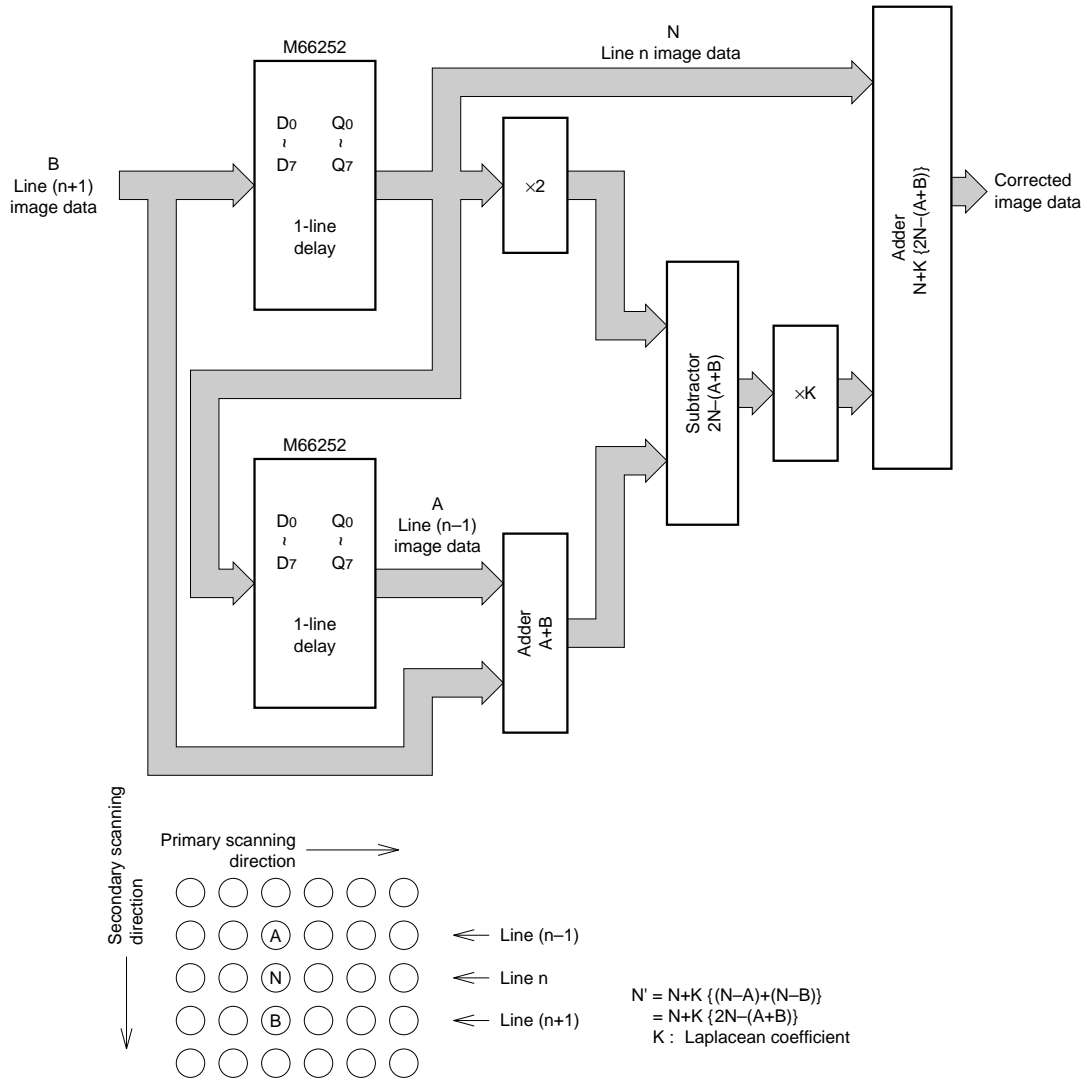 M66252
N
Line n image data
D0 Q0
~ ~
D7 Q7
1-line
delay
B
Line (n+1)
image data
×2
Adder
N+K {2N–(A+B)}
Corrected
image data
Subtractor
2N–(A+B)
×K
M66252
D0 Q0
~ ~
D7 Q7
1-line
delay
A
Line (n–1)
image data
Adder
A+B
Secondary scanning
direction
Primary scanning
direction
A
Line (n–1)
N
Line n
B
Line (n+1)
N' = N+K {(N–A)+(N–B)}
= N+K {2N–(A+B)}
K : Laplacean coefficient